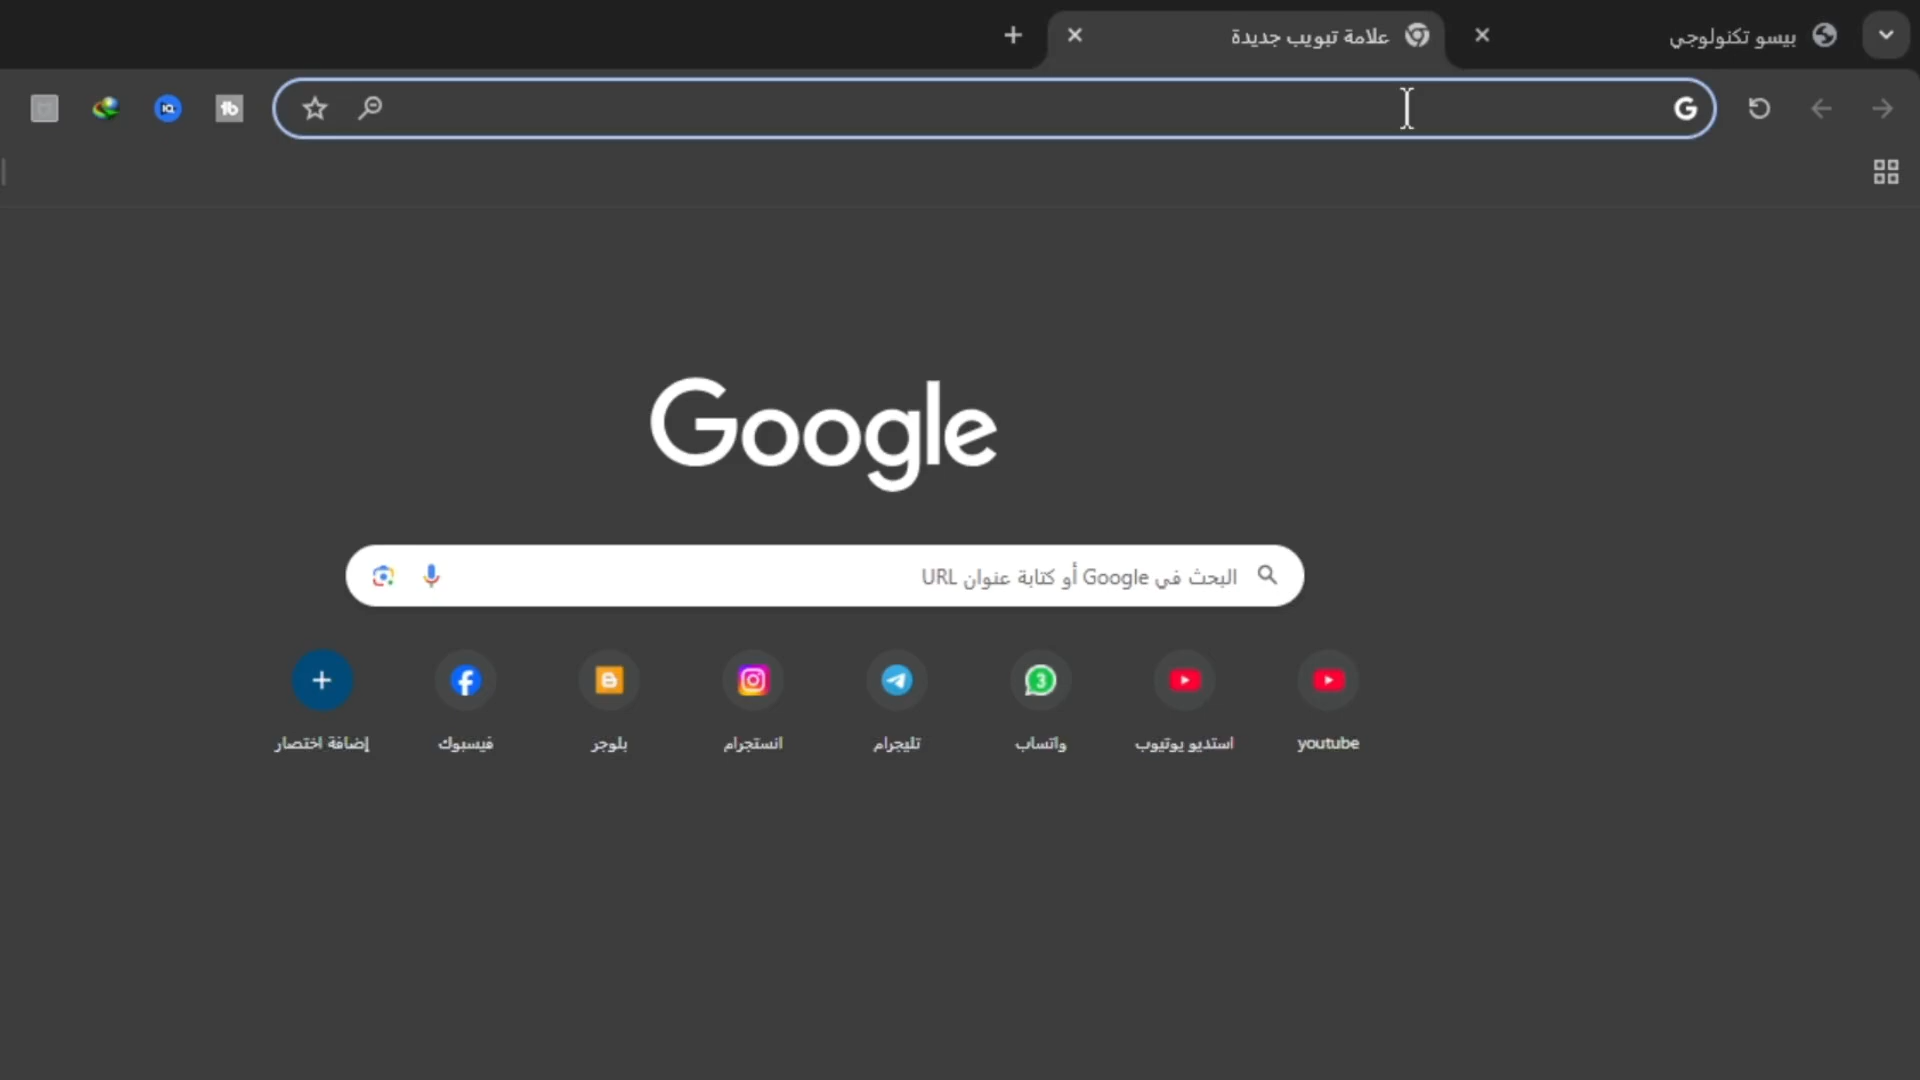 بيسو تكنولوجي
علامة تبويب جديدة
Google
البحث في Google أو كتابة عنوان URL
youtube
استديو يوتيوب
واتساب
تليجرام
انستجرام
بلوجر
فيسبوك
إضافة اختصار